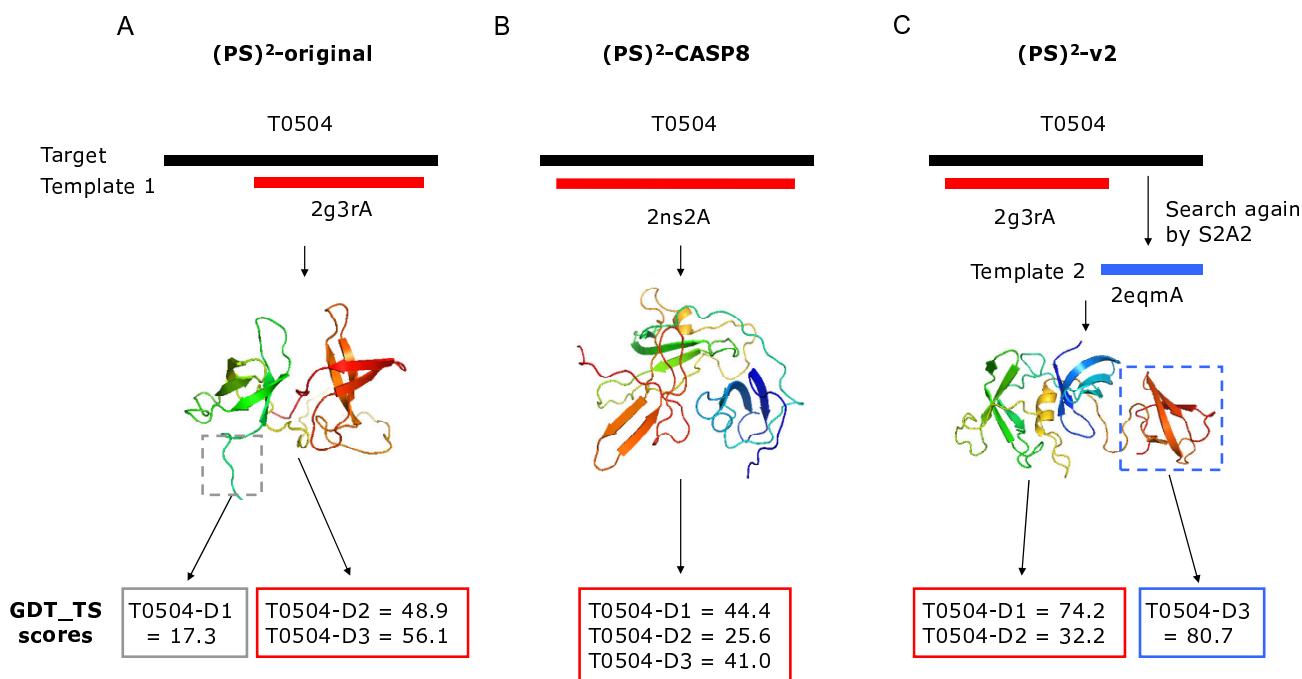 A
(PS)²-original
T0504
Target
Template 1
2g3rA
T0504-D1
= 17.3
T0504-D2 = 48.9
T0504-D3 = 56.1
GDT_TS
scores
B
(PS)²-CASP8
T0504
2ns2A
T0504-D1 = 44.4
T0504-D2 = 25.6
T0504-D3 = 41.0
C
(PS)²-v2
T0504
2g3rA
Search again
by S2A2
Template 2
2eqmA
T0504-D1 = 74.2
T0504-D2 = 32.2
T0504-D3
= 80.7